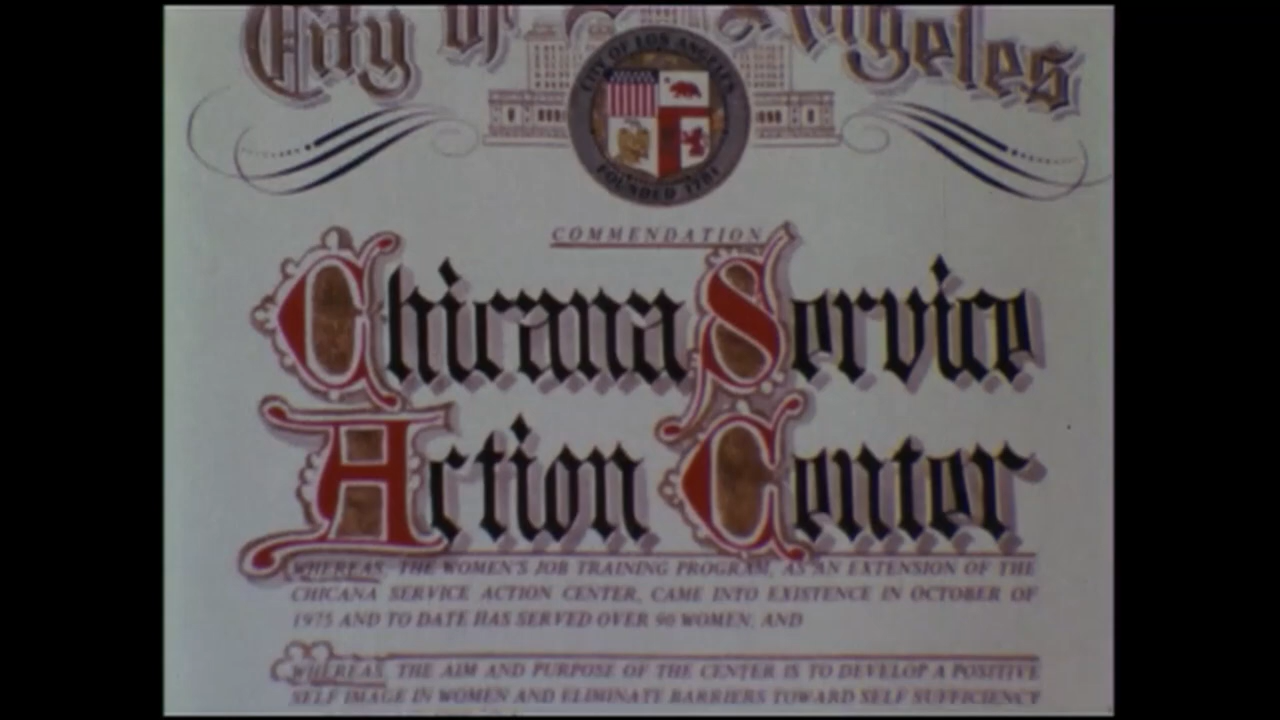 City of Angeles
CITY OF LOS ANGELES
FOUNDED 1781
COMMENDATION
Chicana Service
Action Center
WHEREAS, THE WOMEN'S JOB TRAINING PROGRAM, AS AN EXTENSION OF THE
CHICANA SERVICE ACTION CENTER, CAME INTO EXISTENCE IN OCTOBER OF
1975 AND TO DATE HAS SERVED OVER 90 WOMEN, AND
WHEREAS, THE AIM AND PURPOSE OF THE CENTER IS TO DEVELOP A POSITIVE
SELF IMAGE IN WOMEN AND ELIMINATE BARRIERS TOWARD SELF SUFFICIENCY